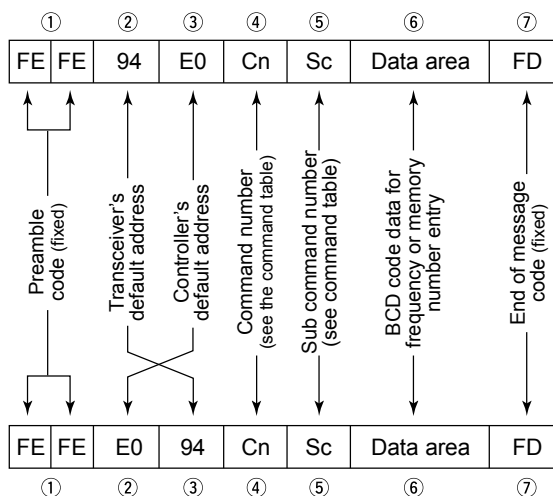 ① ② ③ ④ ⑤ ⑥ ⑦
FE FE 94 E0 Cn Sc Data area FD
Preamble
code (fixed)
Transceiver's
default address
Controller's
default address
Command number
(see the command table)
Sub command number
(see command table)
BCD code data for
frequency or memory
number entry
End of message
code (fixed)
FE FE E0 94 Cn Sc Data area FD
① ② ③ ④ ⑤ ⑥ ⑦